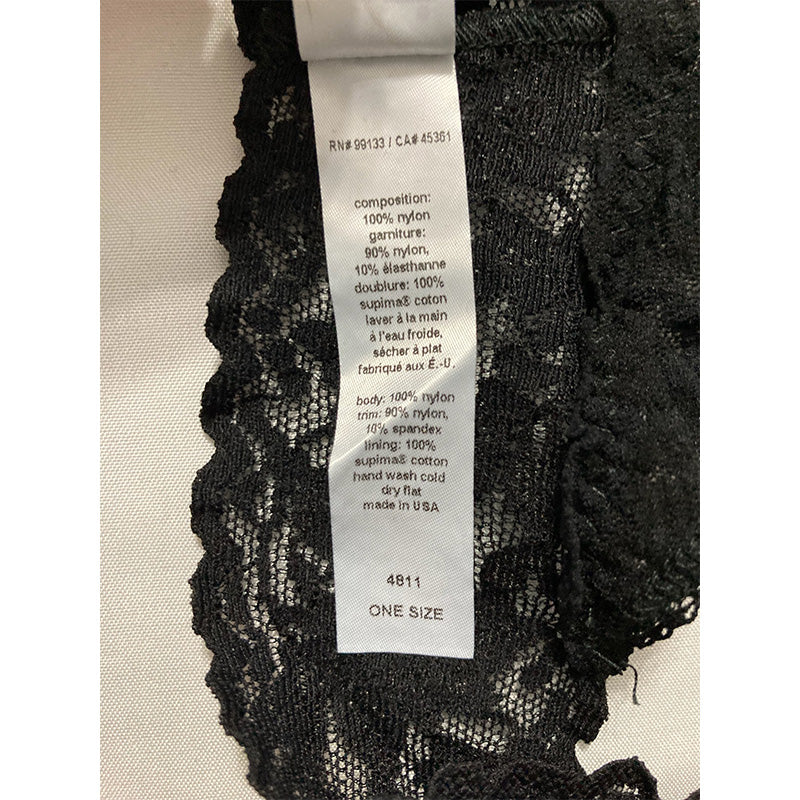 RN# 99133 / CA# 45361
composition:
100% nylon
garniture:
90% nylon,
10% élasthanne
doublure: 100%
supima® coton
laver à la main
à l'eau froide,
sécher à plat
fabriqué aux É.-U.
body: 100% nylon
trim: 90% nylon,
10% spandex
lining: 100%
supima® cotton
hand wash cold
dry flat
made in USA
4811
ONE SIZE